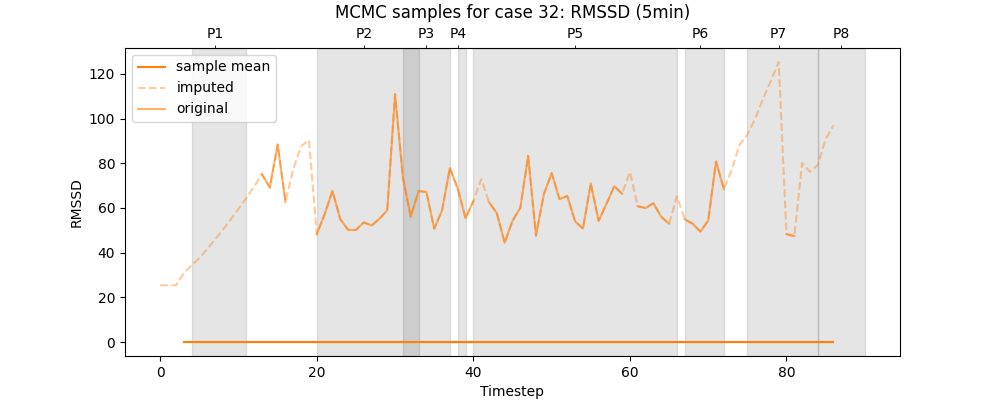 MCMC samples for case 32: RMSSD (5min)
P1 P2 P3 P4 P5 P6 P7 P8
sample mean
imputed
original
120
100
80
60
40
20
0
RMSSD
0 20 40 60 80
Timestep